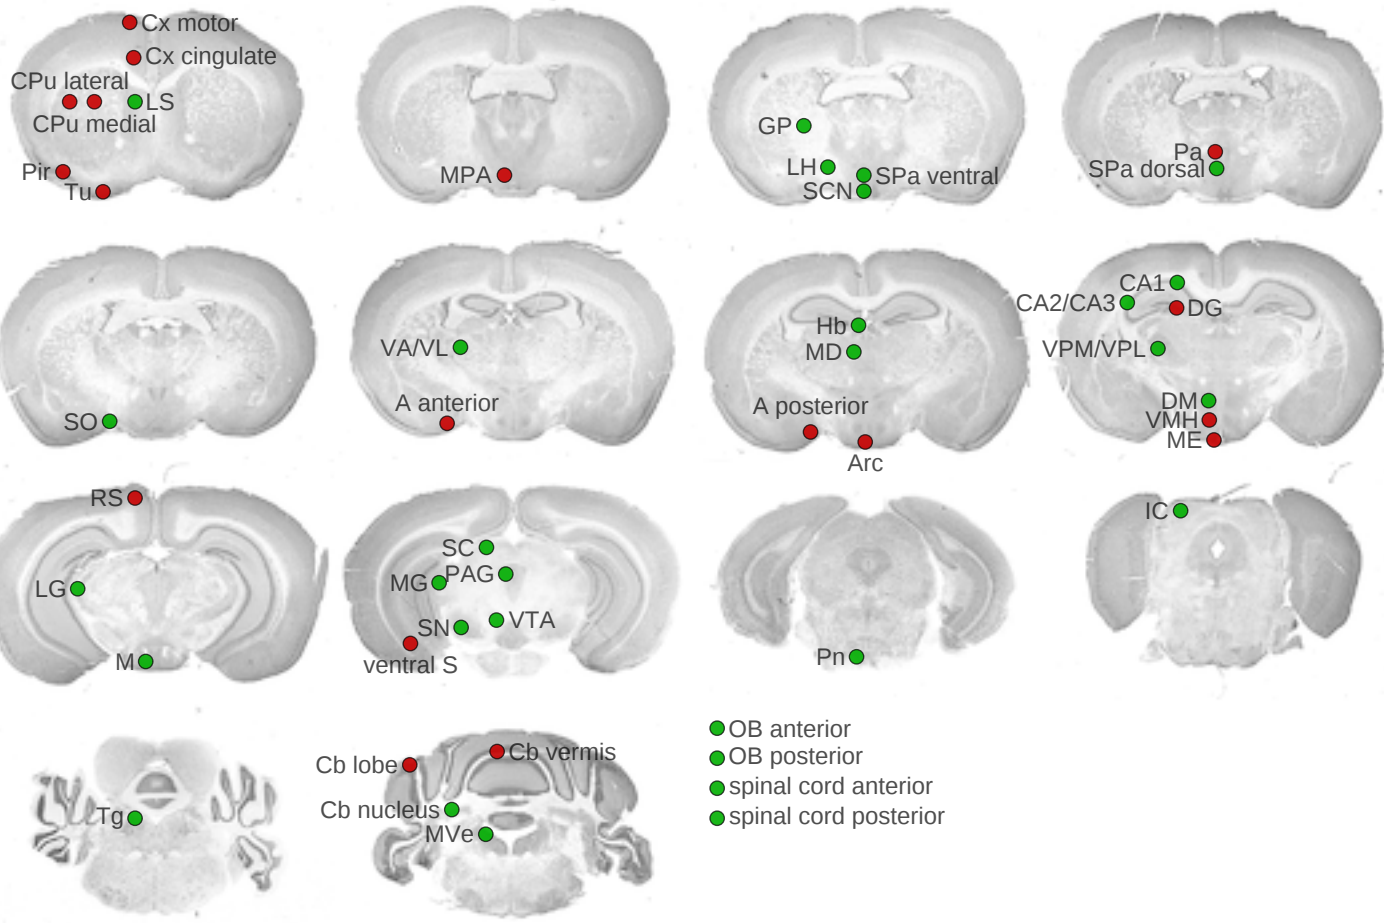 Cx motor
Cx cingulate
CPu lateral
LS
CPu medial
Pir
Tu
MPA
GP
LH
SPa ventral
SCN
Pa
SPa dorsal
SO
VA/VL
A anterior
Hb
MD
A posterior
Arc
CA1
CA2/CA3
DG
VPM/VPL
DM
VMH
ME
RS
LG
M
SC
MG
PAG
SN
VTA
ventral S
Pn
IC
Tg
Cb lobe
Cb vermis
Cb nucleus
MVe
OB anterior
OB posterior
spinal cord anterior
spinal cord posterior